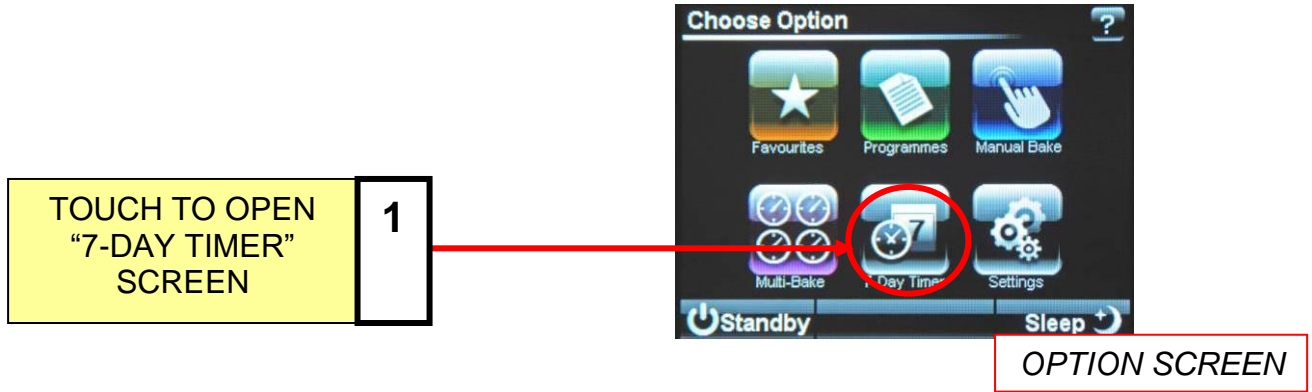 Choose Option
?
Favourites
Programmes
Manual Bake
TOUCH TO OPEN
“7-DAY TIMER”
SCREEN
1
7
Multi-Bake
7-Day Timer
Settings
Standby
Sleep
OPTION SCREEN